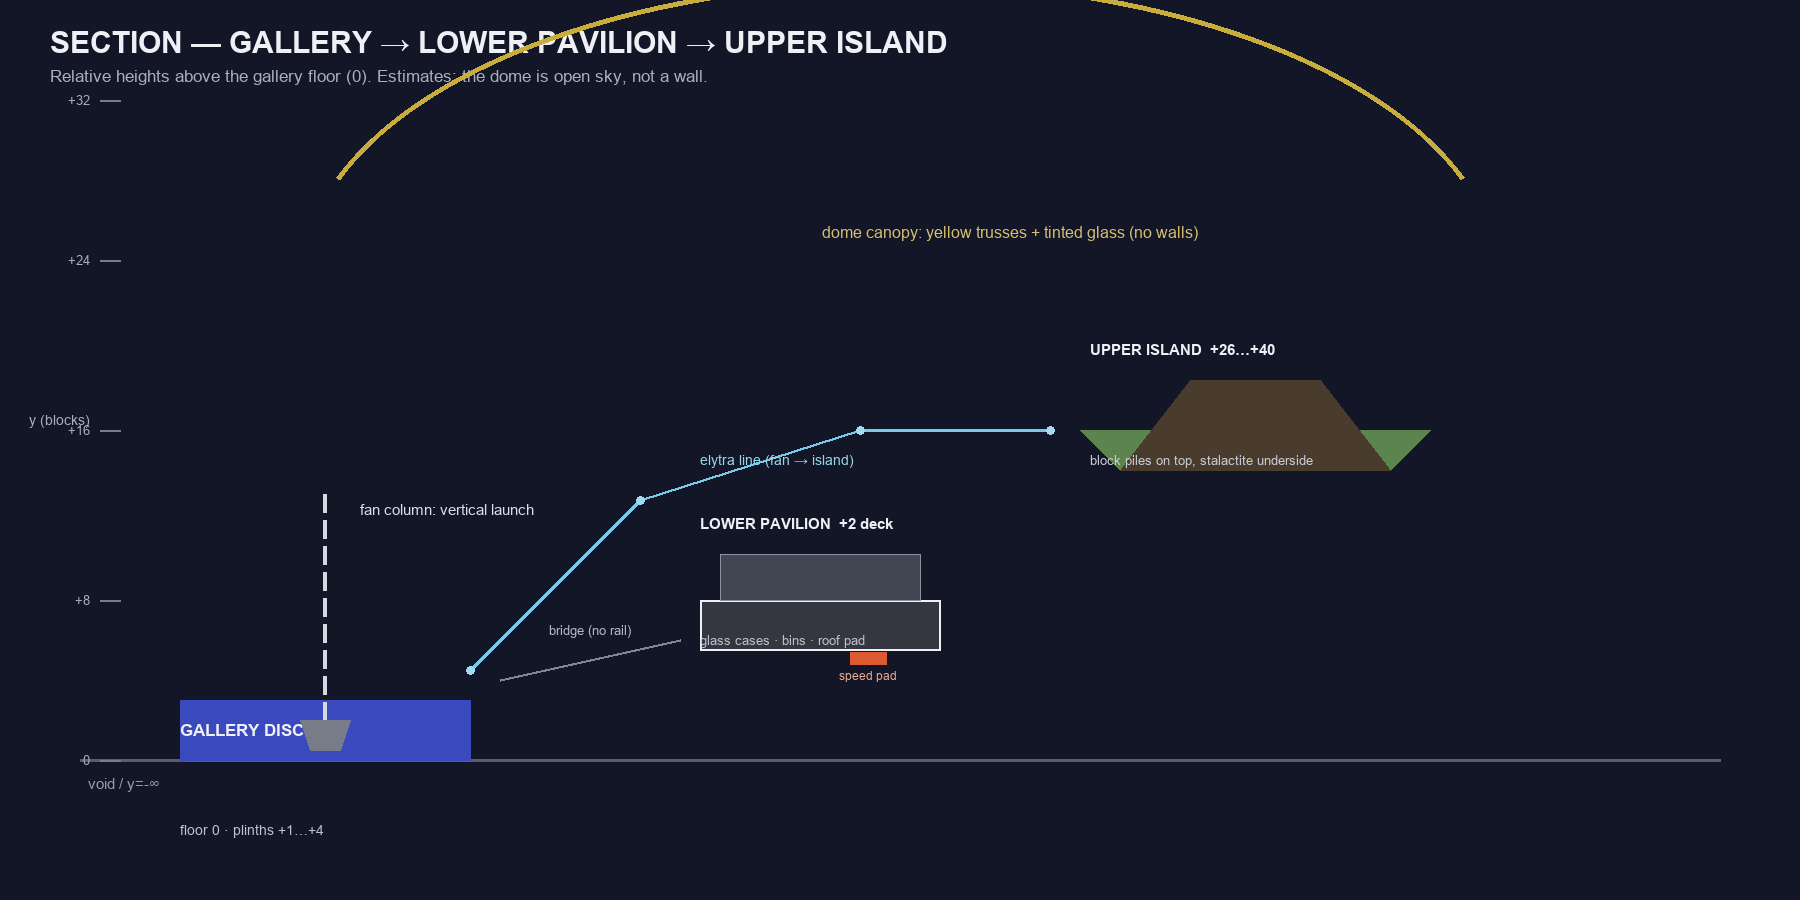 SECTION — GALLERY → LOWER PAVILION → UPPER ISLAND
Relative heights above the gallery floor (0). Estimates: the dome is open sky, not a wall.
+32
dome canopy: yellow trusses + tinted glass (no walls)
+24
UPPER ISLAND +26…+40
y (blocks)
+16
elytra line (fan → island)
block piles on top, stalactite underside
fan column: vertical launch
LOWER PAVILION +2 deck
+8
bridge (no rail)
glass cases · bins · roof pad
speed pad
GALLERY DISC
0
void / y=-∞
floor 0 · plinths +1…+4